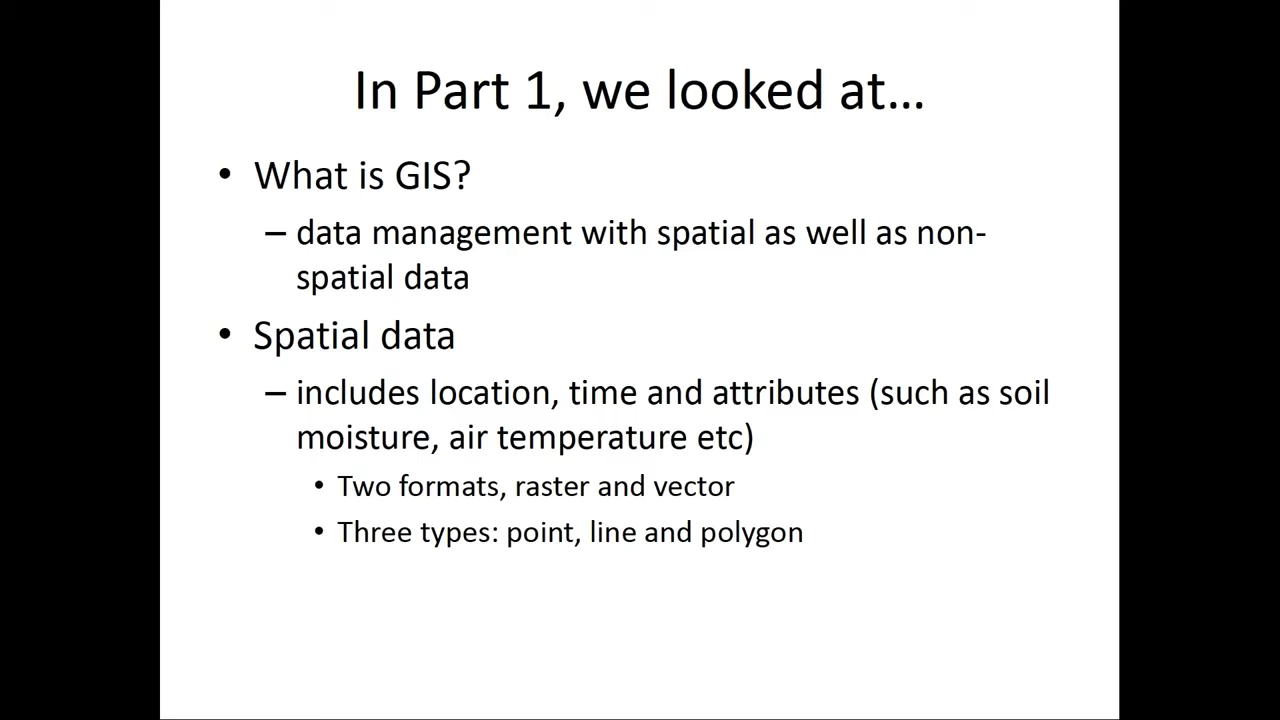 In Part 1, we looked at…
• What is GIS?
– data management with spatial as well as non-
spatial data
• Spatial data
– includes location, time and attributes (such as soil
moisture, air temperature etc)
• Two formats, raster and vector
• Three types: point, line and polygon